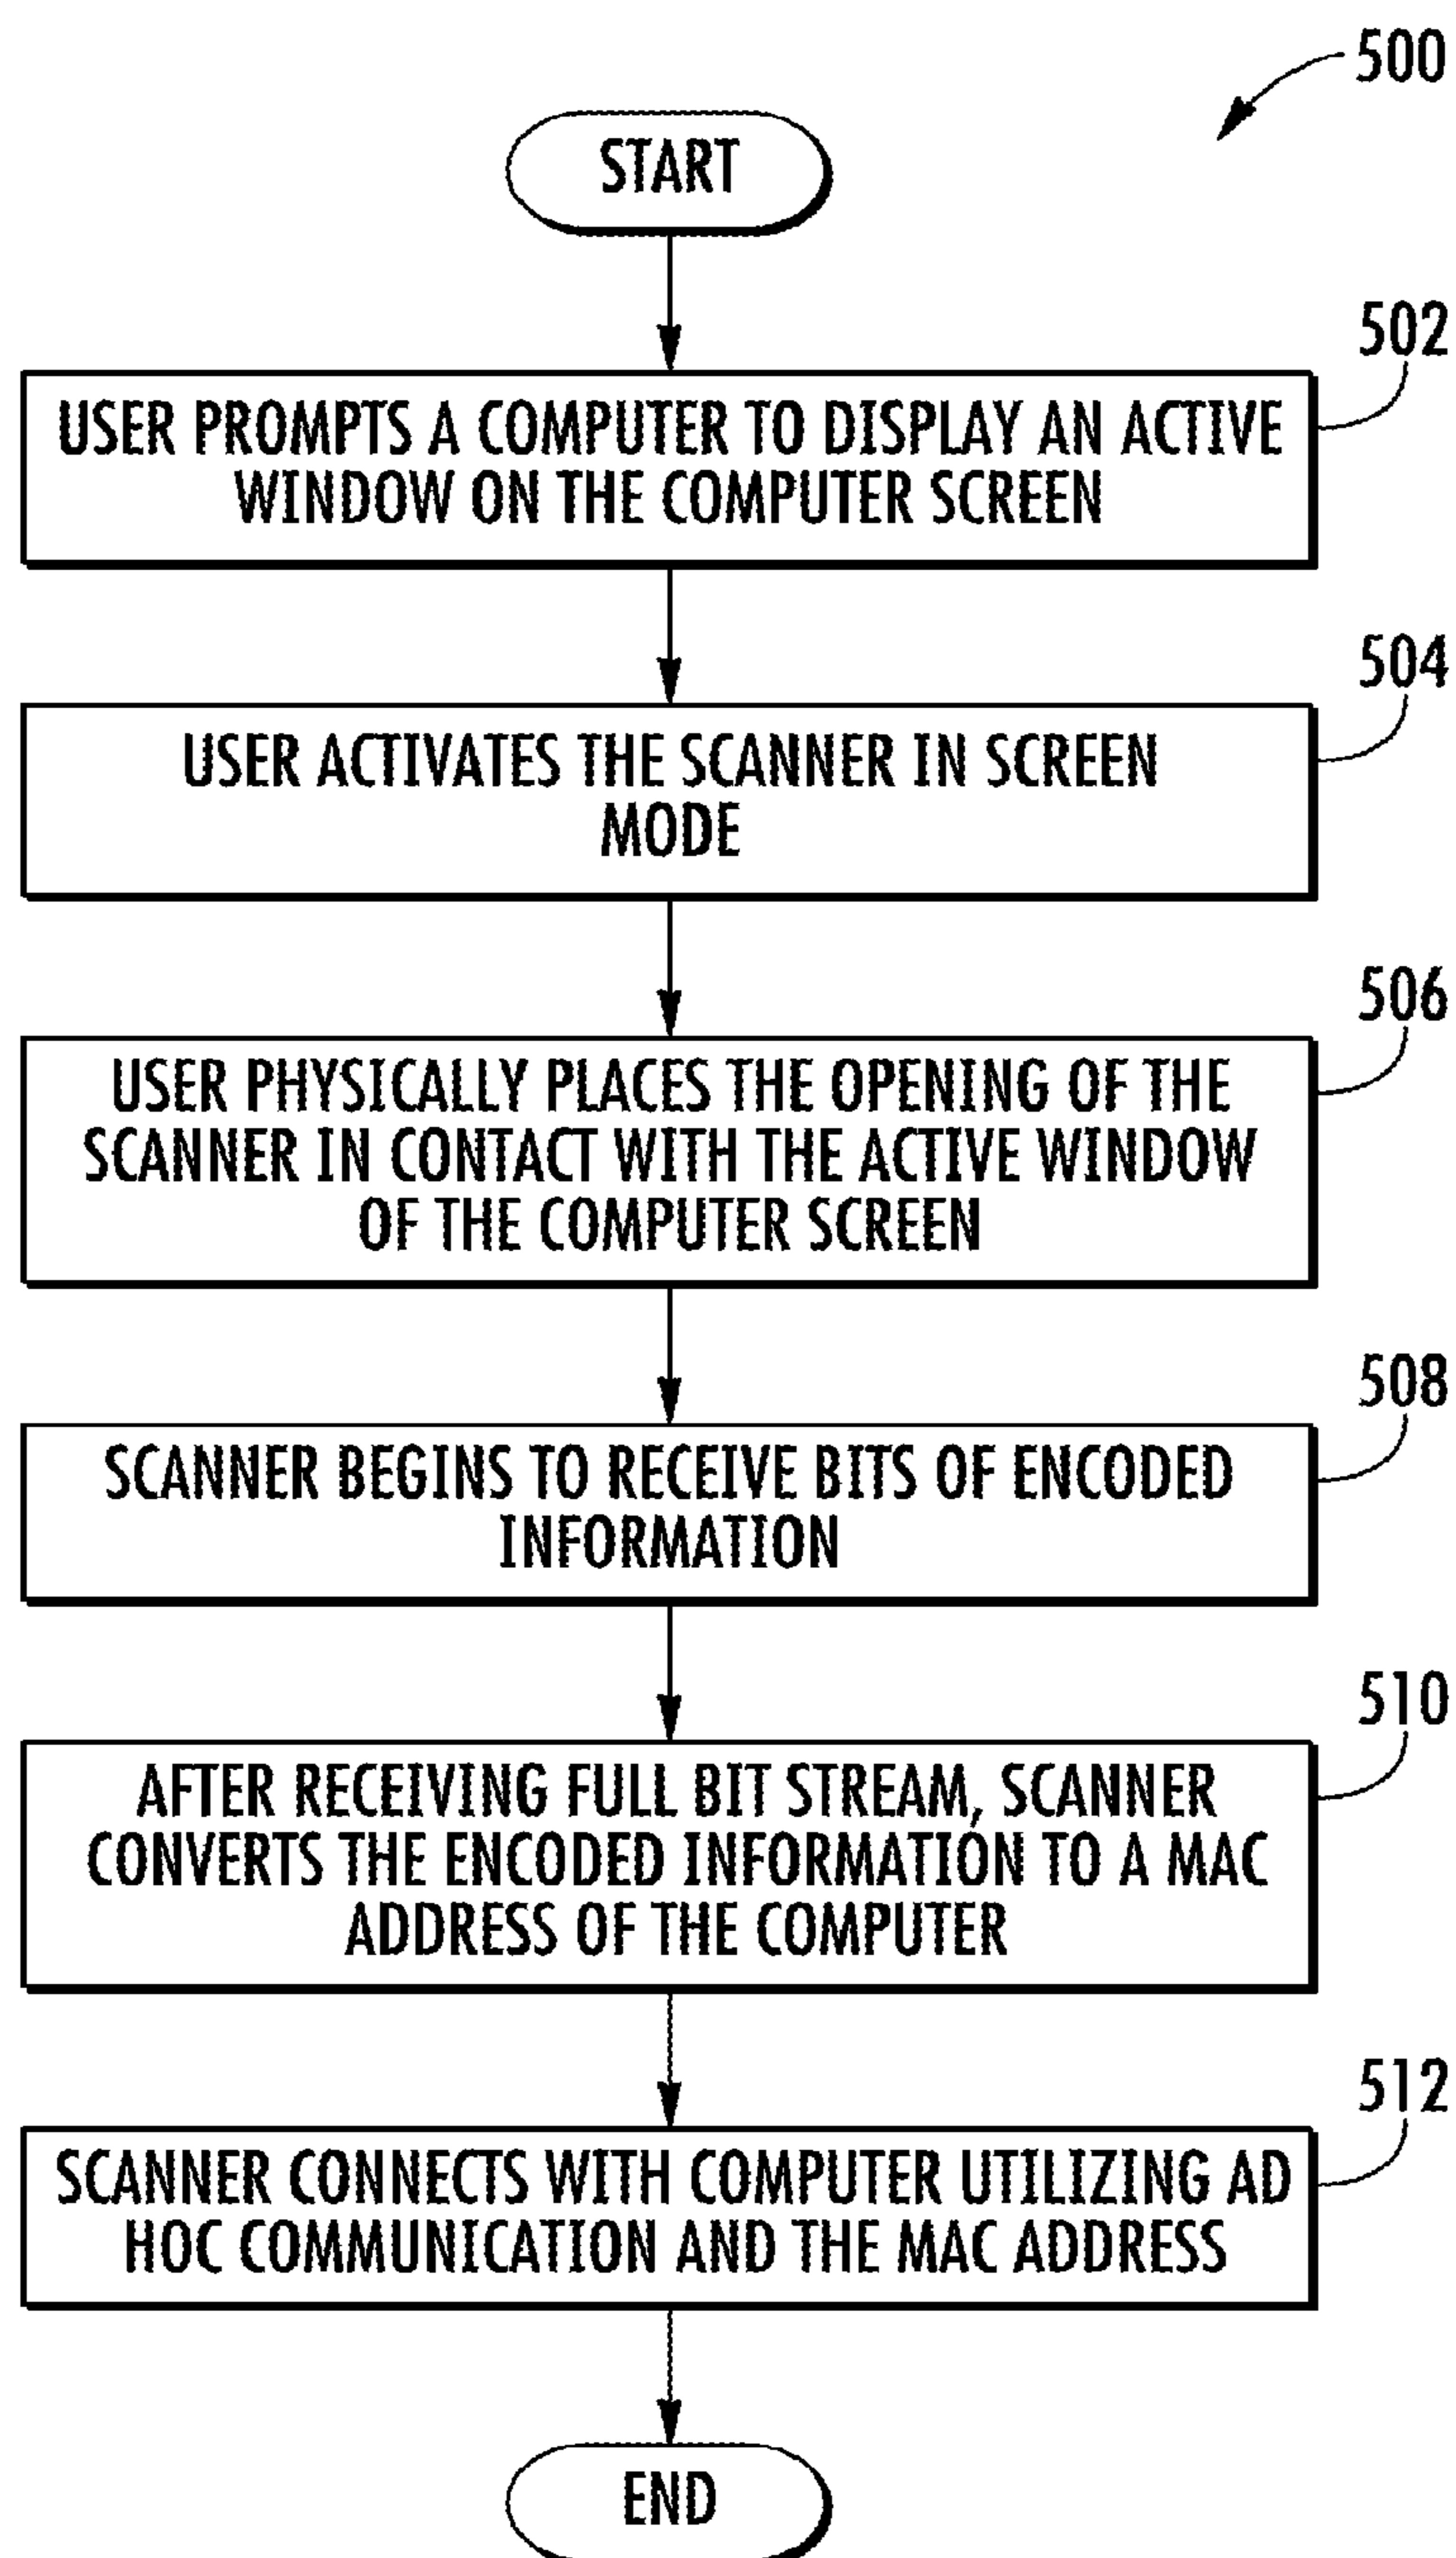 500
START
502
USER PROMPTS A COMPUTER TO DISPLAY AN ACTIVE
WINDOW ON THE COMPUTER SCREEN
504
USER ACTIVATES THE SCANNER IN SCREEN
MODE
506
USER PHYSICALLY PLACES THE OPENING OF THE
SCANNER IN CONTACT WITH THE ACTIVE WINDOW
OF THE COMPUTER SCREEN
508
SCANNER BEGINS TO RECEIVE BITS OF ENCODED
INFORMATION
510
AFTER RECEIVING FULL BIT STREAM, SCANNER
CONVERTS THE ENCODED INFORMATION TO A MAC
ADDRESS OF THE COMPUTER
512
SCANNER CONNECTS WITH COMPUTER UTILIZING AD
HOC COMMUNICATION AND THE MAC ADDRESS
END